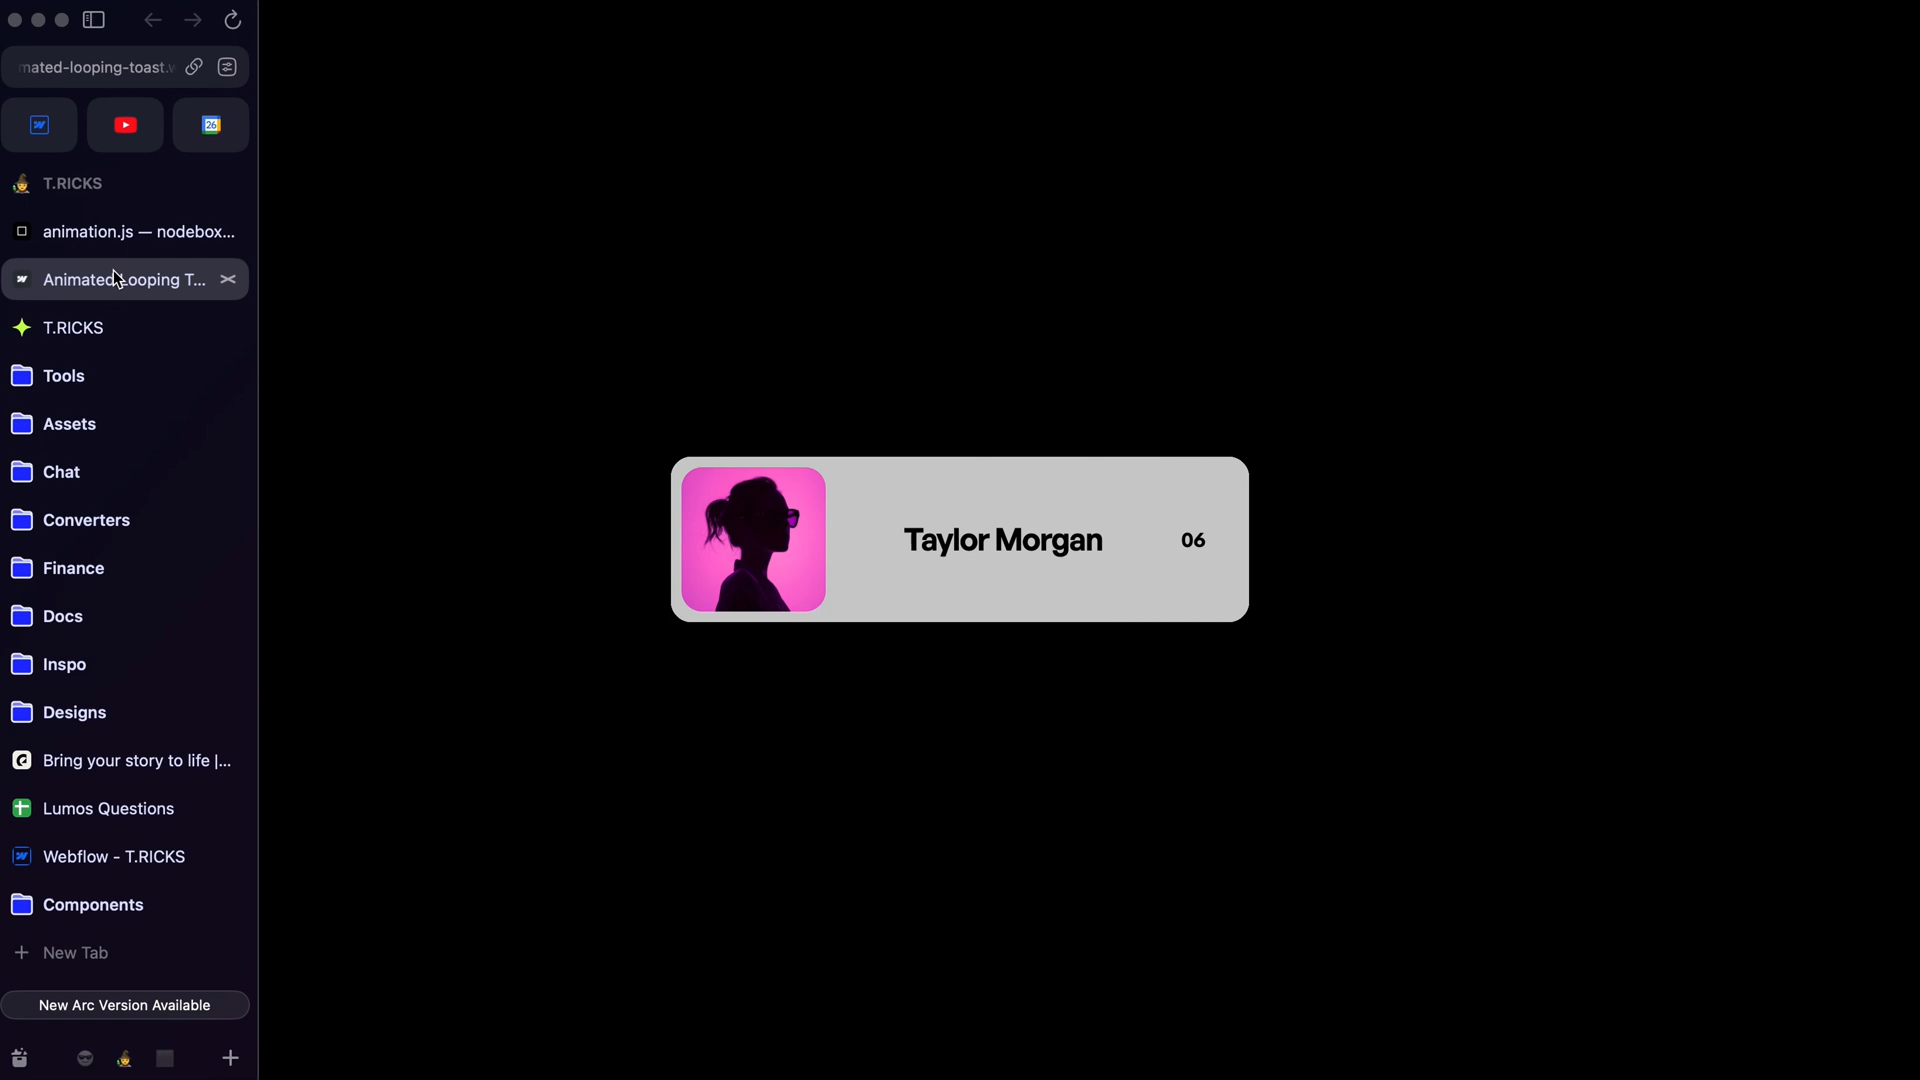 mated-looping-toast.w
26
T.RICKS
animation.js — nodebox...
Animated Looping T...
T.RICKS
Tools
Assets
Chat
Converters
Finance
Docs
Inspo
Designs
Bring your story to life |...
Lumos Questions
Webflow - T.RICKS
Components
New Tab
New Arc Version Available
Taylor Morgan
06